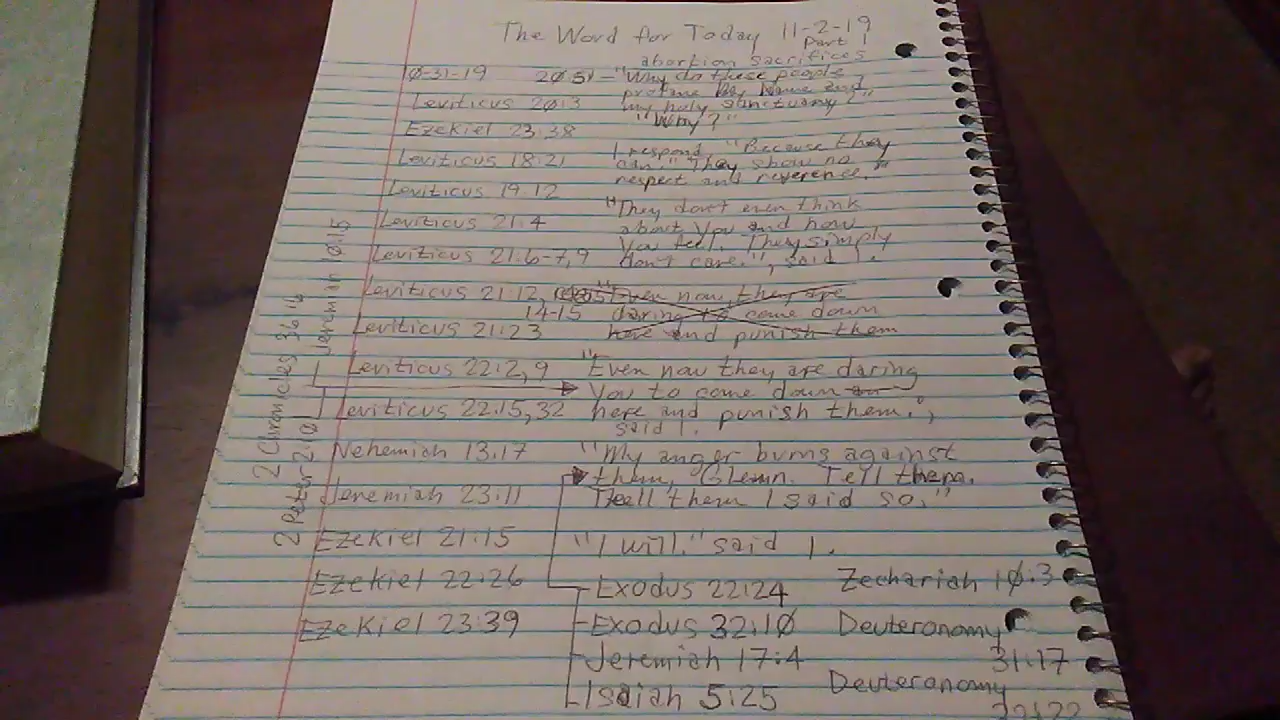 The Word for Today 11-2-19
Part 1
abortion sacrifices
10-31-19 20:51 – "Why do these people
profane My Name and
Leviticus 20:3 my holy sanctuary?"
Ezekiel 23:38 "Why?"
I respond, "Because they
Leviticus 18:21 can." They show no
respect and reverence."
Leviticus 19:12
"They don't even think
Leviticus 21:4 about You and how
You feel. They simply
Leviticus 21:6-7,9 don't care.", said I.
Leviticus 21:12, "Even now, they are
14-15 daring to come down
Leviticus 21:23 here and punish them
Leviticus 22:2,9 "Even now they are daring
You to come down
Leviticus 22:15,32 here and punish them.",
said I.
Nehemiah 13:17 "My anger burns against
them, Glenn. Tell them.
Jeremiah 23:11 Tell them I said so."
Ezekiel 21:15 "I will." said I.
Ezekiel 22:26 Exodus 22:24 Zechariah 10:3
Ezekiel 23:39 Exodus 32:10 Deuteronomy
Jeremiah 17:4 31:17
Isaiah 5:25 Deuteronomy
Jeremiah 6:15
2 Chronicles 36:16
2 Peter 2:10